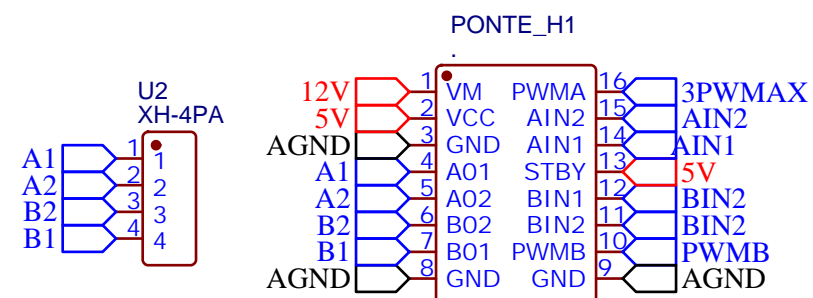 PONTE_H1
.
U2
XH-4PA
A1 1 1
A2 2 2
B2 3 3
B1 4 4
12V 1 VM PWMA 16 3PWMAX
5V 2 VCC AIN2 15 AIN2
AGND 3 GND AIN1 14 AIN1
A1 4 A01 STBY 13 5V
A2 5 A02 BIN1 12 BIN2
B2 6 B02 BIN2 11 BIN2
B1 7 B01 PWMB 10 PWMB
AGND 8 GND GND 9 AGND